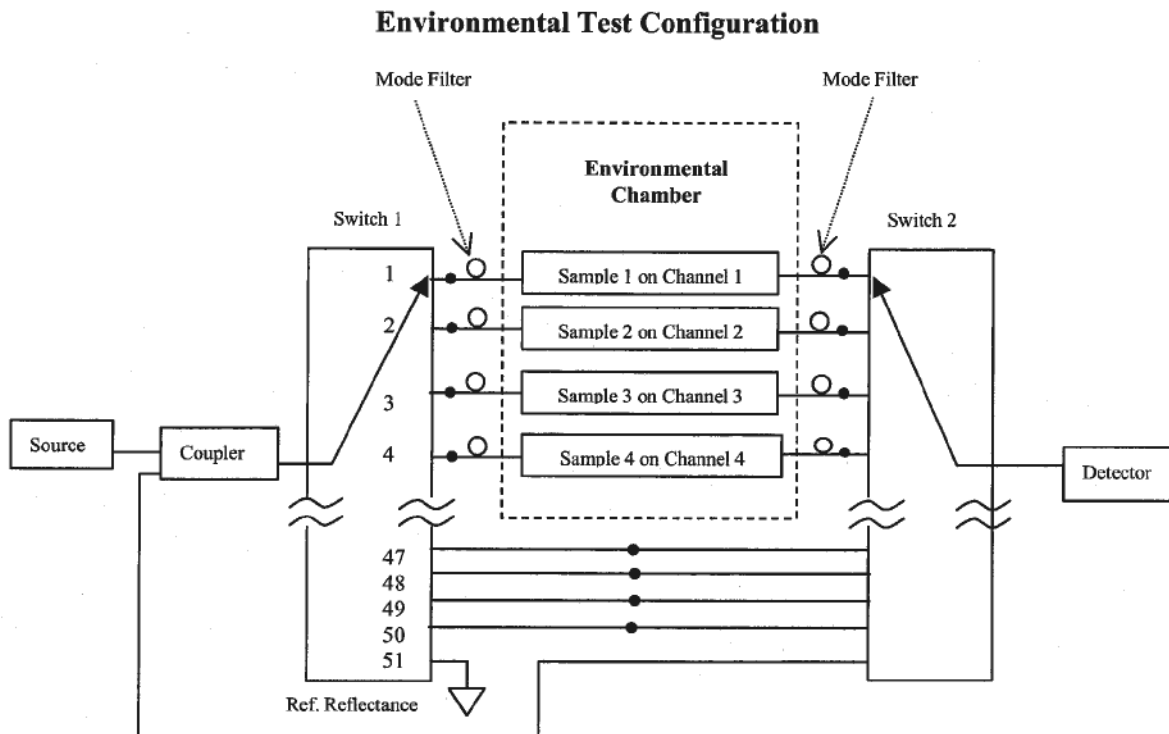 Environmental Test Configuration
Mode Filter
Mode Filter
Environmental
Chamber
Switch 1
Switch 2
1
Sample 1 on Channel 1
2
Sample 2 on Channel 2
3
Sample 3 on Channel 3
4
Sample 4 on Channel 4
Source
Coupler
Detector
47
48
49
50
51
Ref. Reflectance